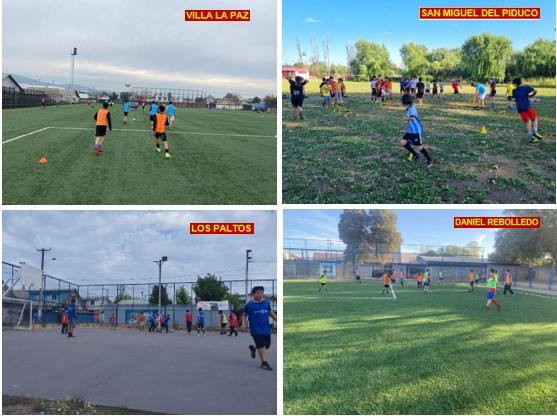 VILLA LA PAZ
SAN MIGUEL DEL PIDUCO
LOS PALTOS
DANIEL REBOLLEDO